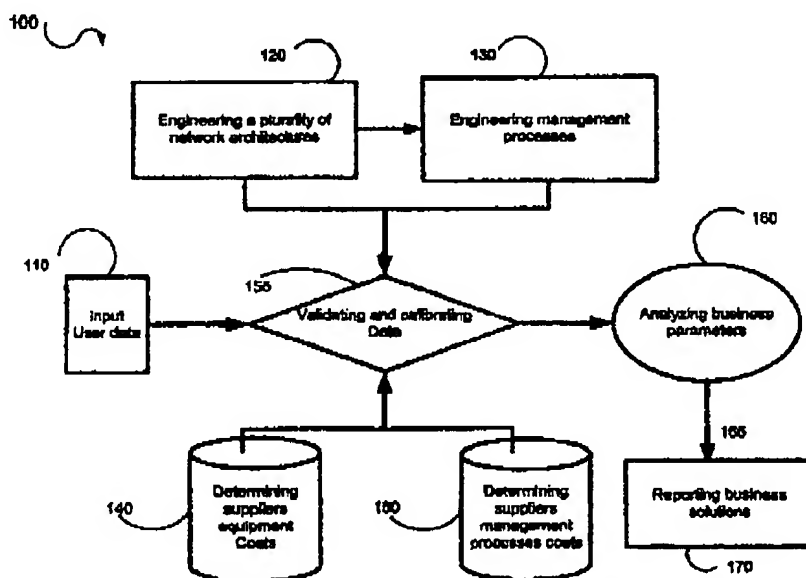 100
120
130
Engineering a plurality of
network architectures
Engineering management
processes
110
155
160
Input
User data
Validating and calibrating
Data
Analyzing business
parameters
165
140
Determining
suppliers
equipment
Costs
150
Determining
suppliers
management
processes costs
Reporting business
solutions
170